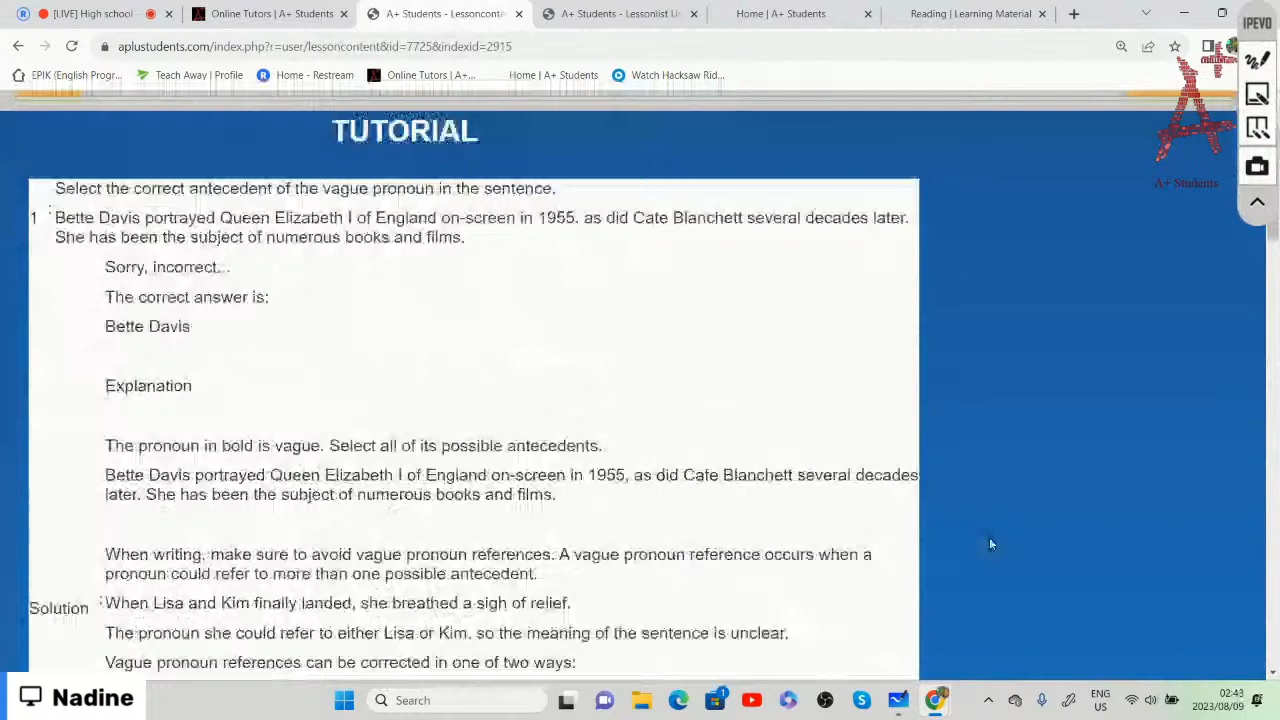 [LIVE] High school
Online Tutors | A+ Students
A+ Students - Lessonconte
A+ Students - Lessonlist Us
Home | A+ Students
Reading | Learning Material
IPEVO
aplustudents.com/index.php?r=user/lessoncontent&id=7725&indexid=2915
EPIK (English Progr...
Teach Away | Profile
Home - Restream
Online Tutors | A+...
Home | A+ Students
Watch Hacksaw Rid...
TUTORIAL
A+ Students
Select the correct antecedent of the vague pronoun in the sentence.
1 Bette Davis portrayed Queen Elizabeth I of England on-screen in 1955. as did Cate Blanchett several decades later.
She has been the subject of numerous books and films.
Sorry, incorrect...
The correct answer is:
Bette Davis
Explanation
The pronoun in bold is vague. Select all of its possible antecedents.
Bette Davis portrayed Queen Elizabeth I of England on-screen in 1955, as did Cate Blanchett several decades
later. She has been the subject of numerous books and films.
When writing, make sure to avoid vague pronoun references. A vague pronoun reference occurs when a
pronoun could refer to more than one possible antecedent.
Solution
When Lisa and Kim finally landed, she breathed a sigh of relief.
The pronoun she could refer to either Lisa or Kim. so the meaning of the sentence is unclear.
Vague pronoun references can be corrected in one of two ways:
Nadine
Search
1
ENG
US
02:43
2023/08/09